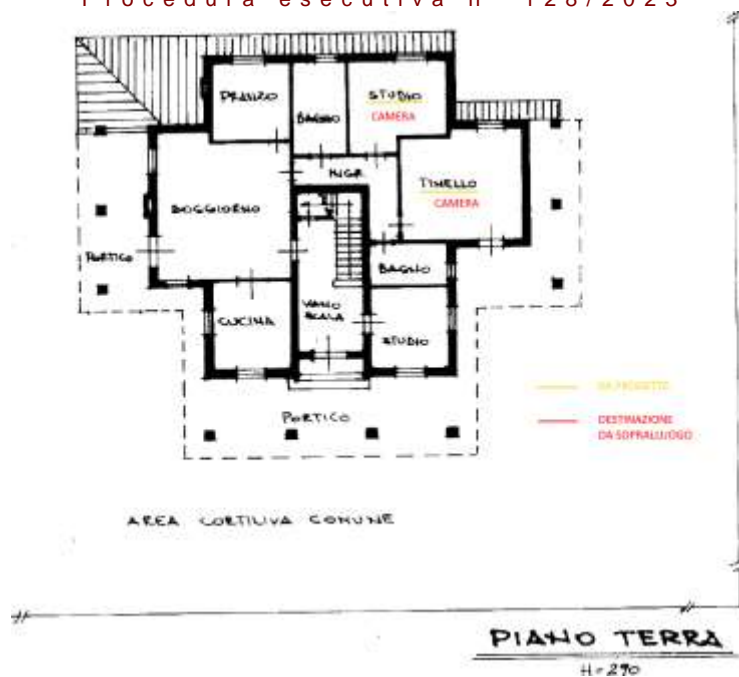 Procedura esecutiva n° 128/2023
PRANZO
BAGNO
STUDIO
CAMERA
INGR.
TINELLO
CAMERA
SOGGIORNO
PORTICO
BAGNO
CUCINA
VANO
SCALA
STUDIO
DA PROGETTO
DESTINAZIONE
DA SOPRALLUOGO
PORTICO
AREA CORTILIVA COMUNE
PIANO TERRA
H=290